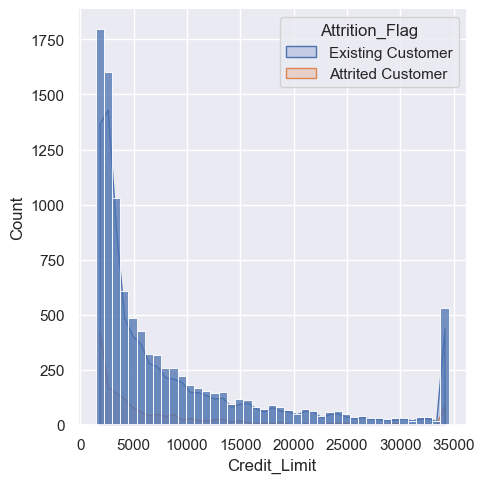 Attrition_Flag
Existing Customer
Attrited Customer
1750
1500
1250
1000
750
500
250
0
Count
0 5000 10000 15000 20000 25000 30000 35000
Credit_Limit